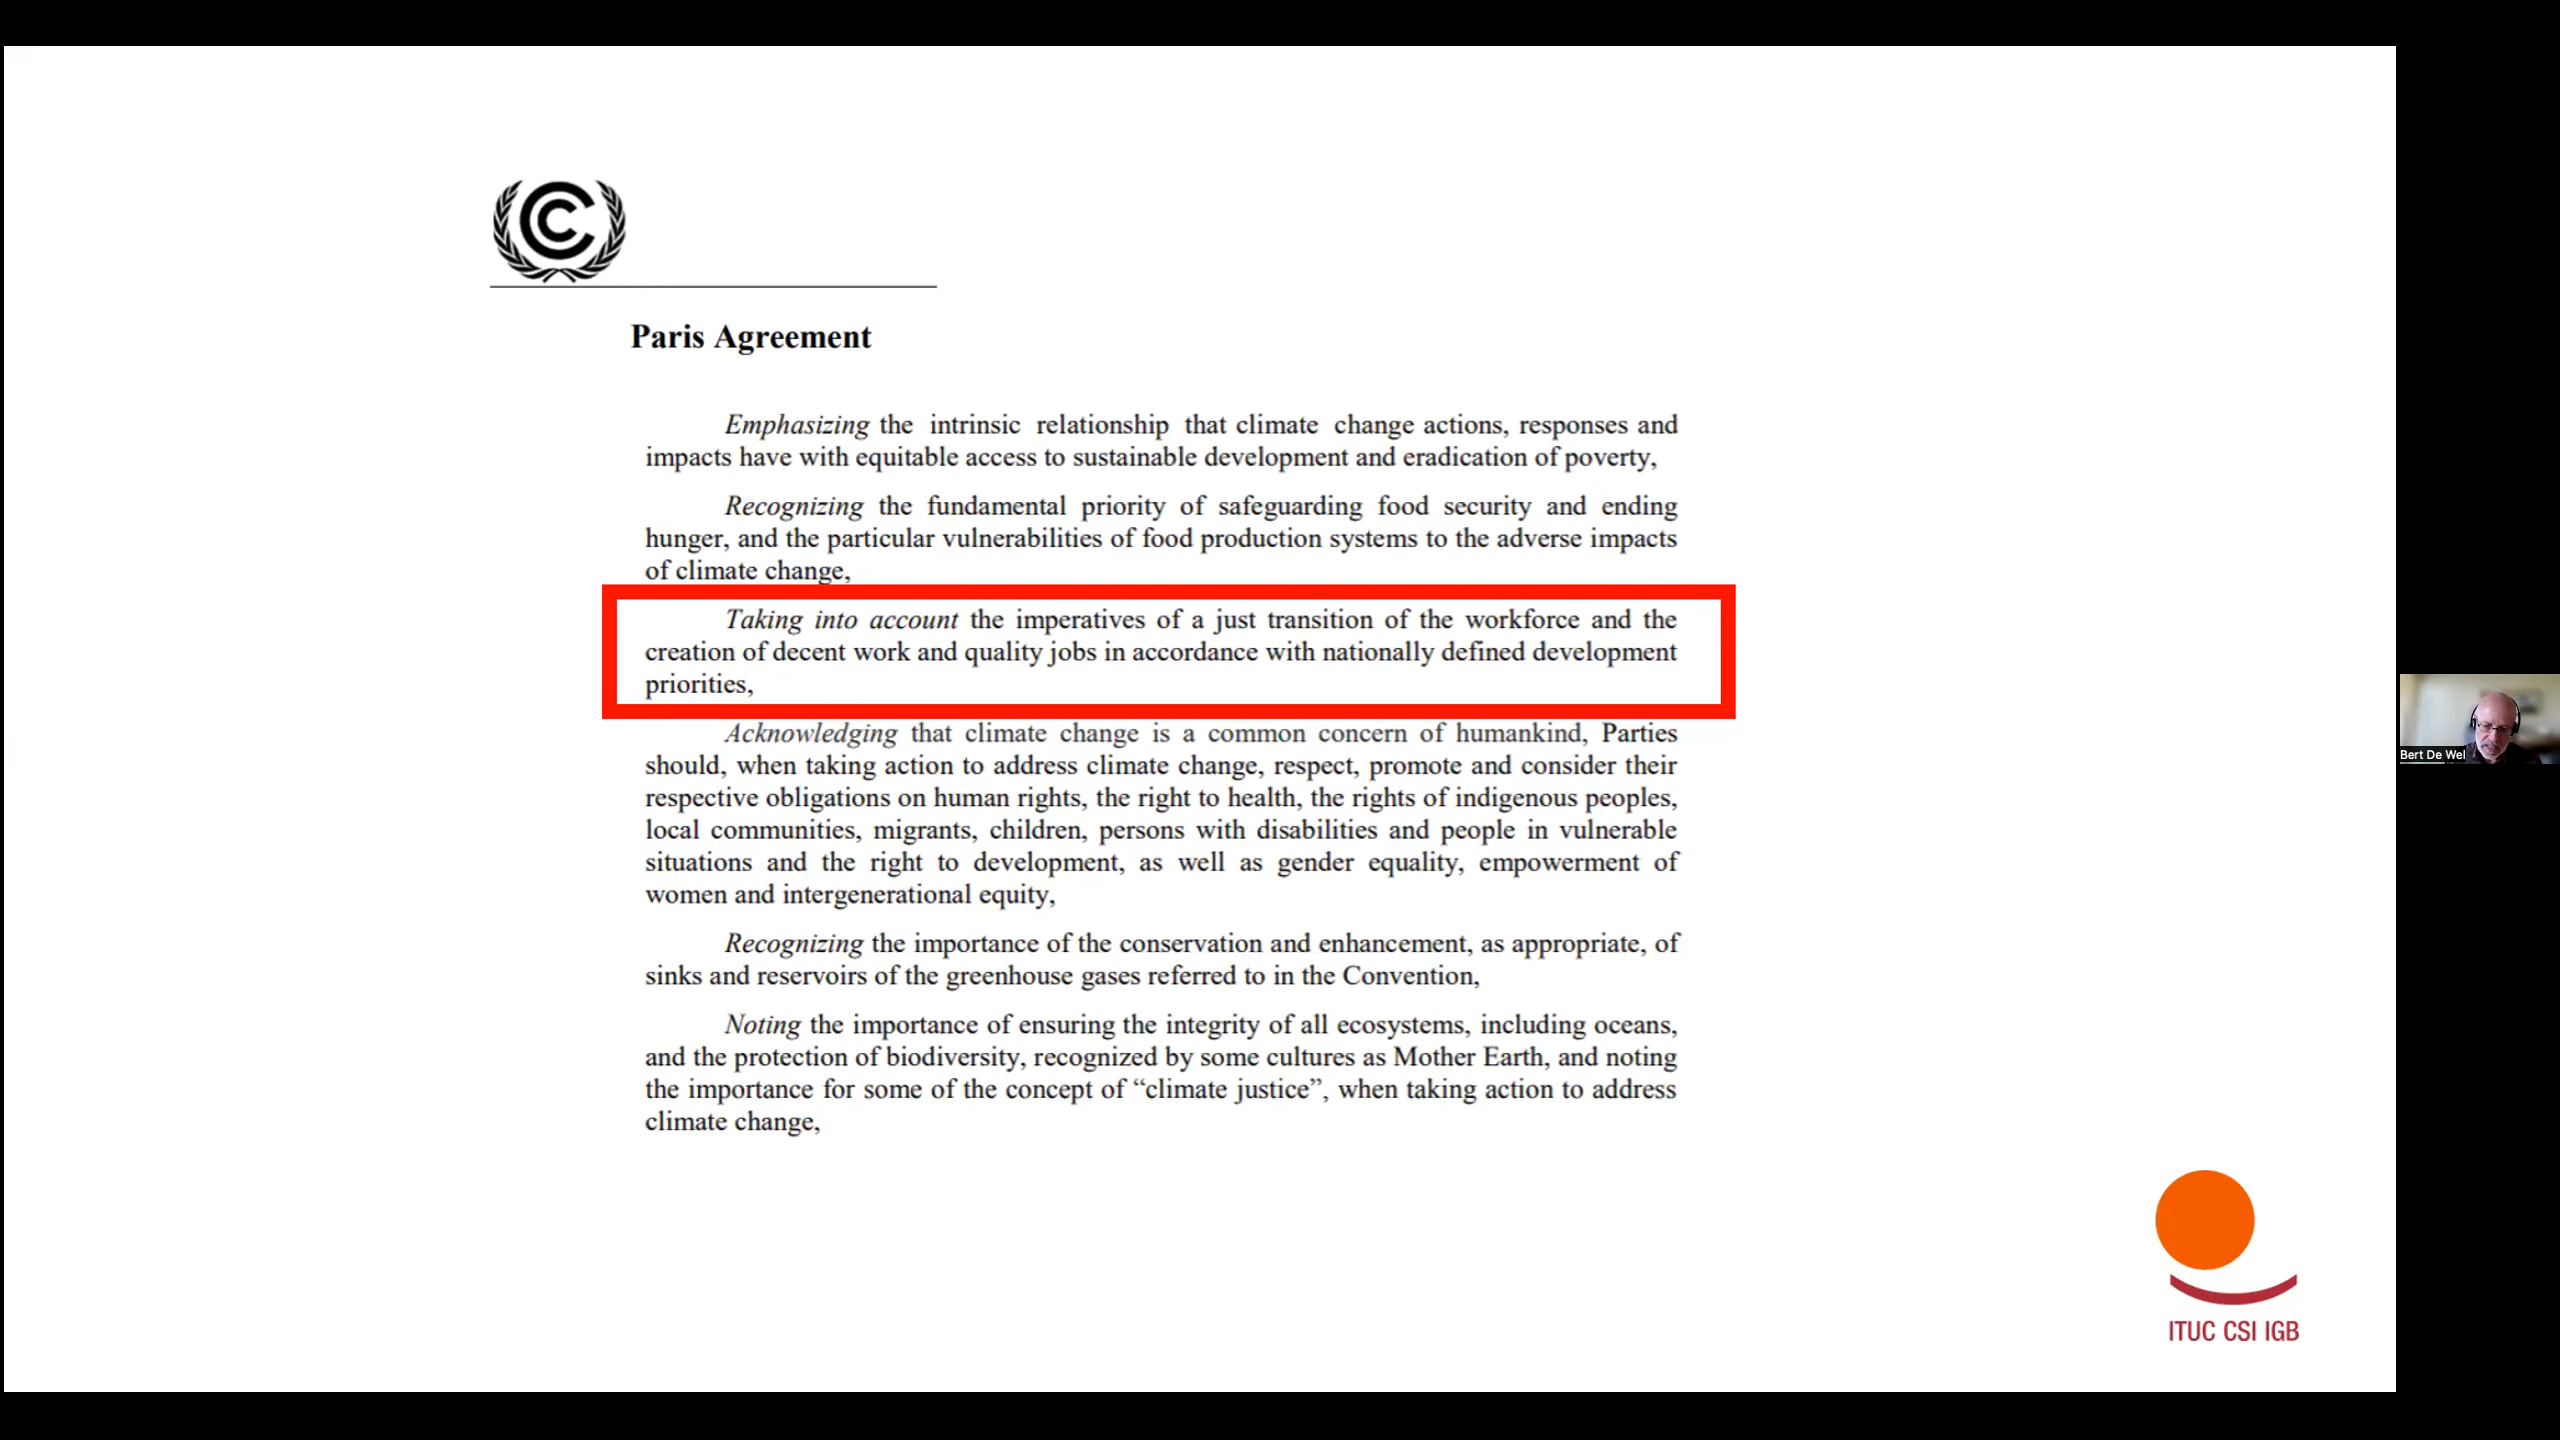 Paris Agreement
Emphasizing the intrinsic relationship that climate change actions, responses and
impacts have with equitable access to sustainable development and eradication of poverty,
Recognizing the fundamental priority of safeguarding food security and ending
hunger, and the particular vulnerabilities of food production systems to the adverse impacts
of climate change,
Taking into account the imperatives of a just transition of the workforce and the
creation of decent work and quality jobs in accordance with nationally defined development
priorities,
Acknowledging that climate change is a common concern of humankind, Parties
should, when taking action to address climate change, respect, promote and consider their
respective obligations on human rights, the right to health, the rights of indigenous peoples,
local communities, migrants, children, persons with disabilities and people in vulnerable
situations and the right to development, as well as gender equality, empowerment of
women and intergenerational equity,
Recognizing the importance of the conservation and enhancement, as appropriate, of
sinks and reservoirs of the greenhouse gases referred to in the Convention,
Noting the importance of ensuring the integrity of all ecosystems, including oceans,
and the protection of biodiversity, recognized by some cultures as Mother Earth, and noting
the importance for some of the concept of “climate justice”, when taking action to address
climate change,
Bert De Wel
ITUC CSI IGB